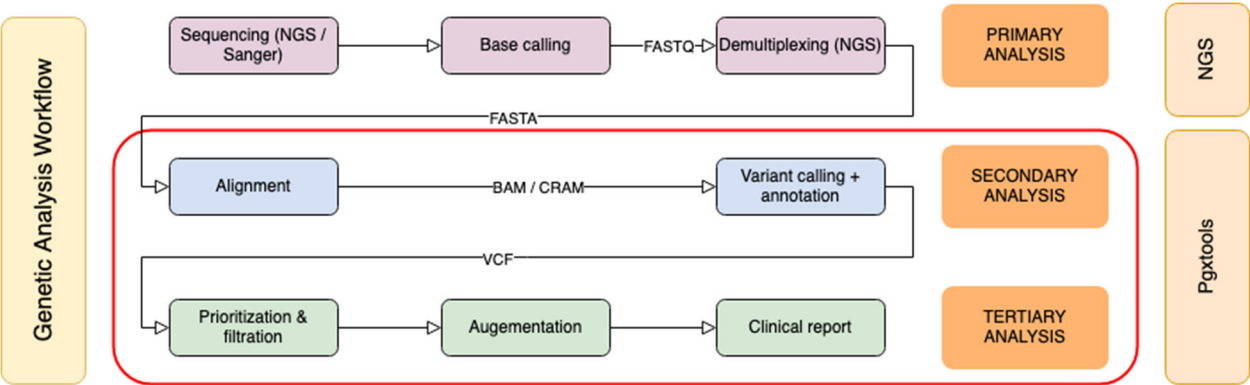 Genetic Analysis Workflow
Sequencing (NGS /
Sanger)
Base calling
FASTQ
Demultiplexing (NGS)
PRIMARY
ANALYSIS
NGS
FASTA
Alignment
BAM / CRAM
Variant calling +
annotation
SECONDARY
ANALYSIS
Pgxtools
VCF
Prioritization &
filtration
Augementation
Clinical report
TERTIARY
ANALYSIS